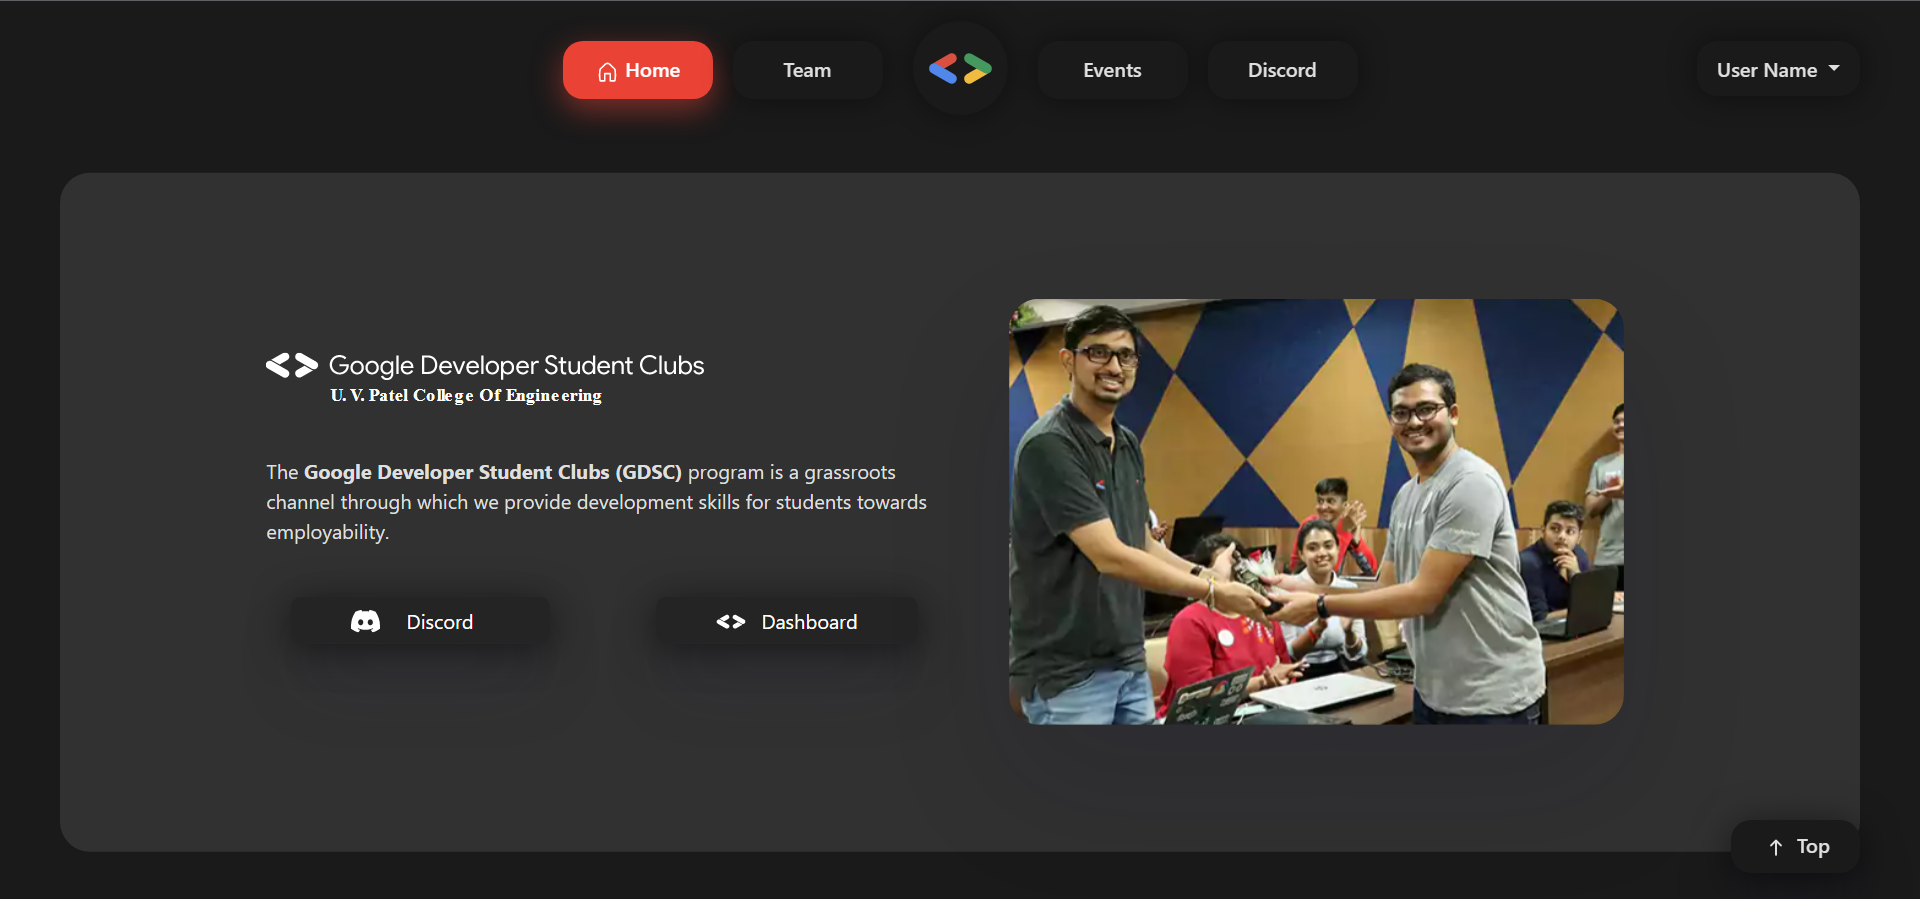 Home
Team
Events
Discord
User Name
Google Developer Student Clubs
U. V. Patel College Of Engineering
The Google Developer Student Clubs (GDSC) program is a grassroots
channel through which we provide development skills for students towards
employability.
Discord
Dashboard
Top